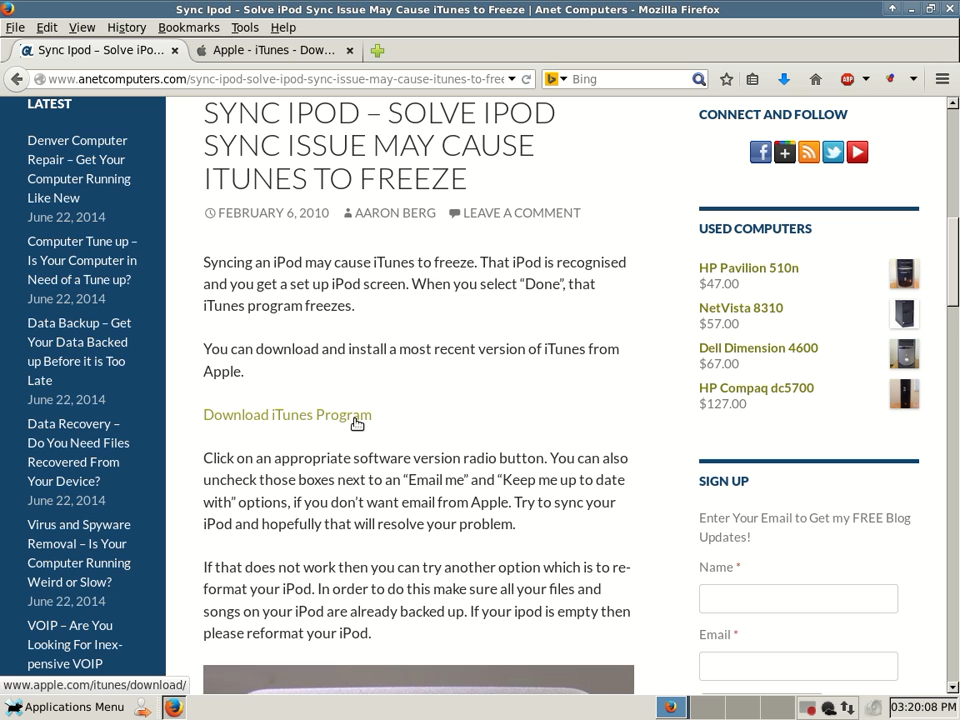 Sync Ipod – Solve iPod Sync Issue May Cause iTunes to Freeze | Anet Computers - Mozilla Firefox
File Edit View History Bookmarks Tools Help
Sync Ipod – Solve iPo... Apple - iTunes - Dow...
www.anetcomputers.com/sync-ipod-solve-ipod-sync-issue-may-cause-itunes-to-free
Bing
ABP
LATEST
Denver Computer
Repair – Get Your
Computer Running
Like New
June 22, 2014
Computer Tune up –
Is Your Computer in
Need of a Tune up?
June 22, 2014
Data Backup – Get
Your Data Backed
up Before it is Too
Late
June 22, 2014
Data Recovery –
Do You Need Files
Recovered From
Your Device?
June 22, 2014
Virus and Spyware
Removal – Is Your
Computer Running
Weird or Slow?
June 22, 2014
VOIP – Are You
Looking For Inex-
pensive VOIP
SYNC IPOD – SOLVE IPOD
SYNC ISSUE MAY CAUSE
ITUNES TO FREEZE
FEBRUARY 6, 2010 AARON BERG LEAVE A COMMENT
Syncing an iPod may cause iTunes to freeze. That iPod is recognised
and you get a set up iPod screen. When you select “Done”, that
iTunes program freezes.
You can download and install a most recent version of iTunes from
Apple.
Download iTunes Program
Click on an appropriate software version radio button. You can also
uncheck those boxes next to an “Email me” and “Keep me up to date
with” options, if you don’t want email from Apple. Try to sync your
iPod and hopefully that will resolve your problem.
If that does not work then you can try another option which is to re-
format your iPod. In order to do this make sure all your files and
songs on your iPod are already backed up. If your ipod is empty then
please reformat your iPod.
CONNECT AND FOLLOW
USED COMPUTERS
HP Pavilion 510n
$47.00
NetVista 8310
$57.00
Dell Dimension 4600
$67.00
HP Compaq dc5700
$127.00
SIGN UP
Enter Your Email to Get my FREE Blog
Updates!
Name *
Email *
www.apple.com/itunes/download/
Applications Menu
03:20:08 PM